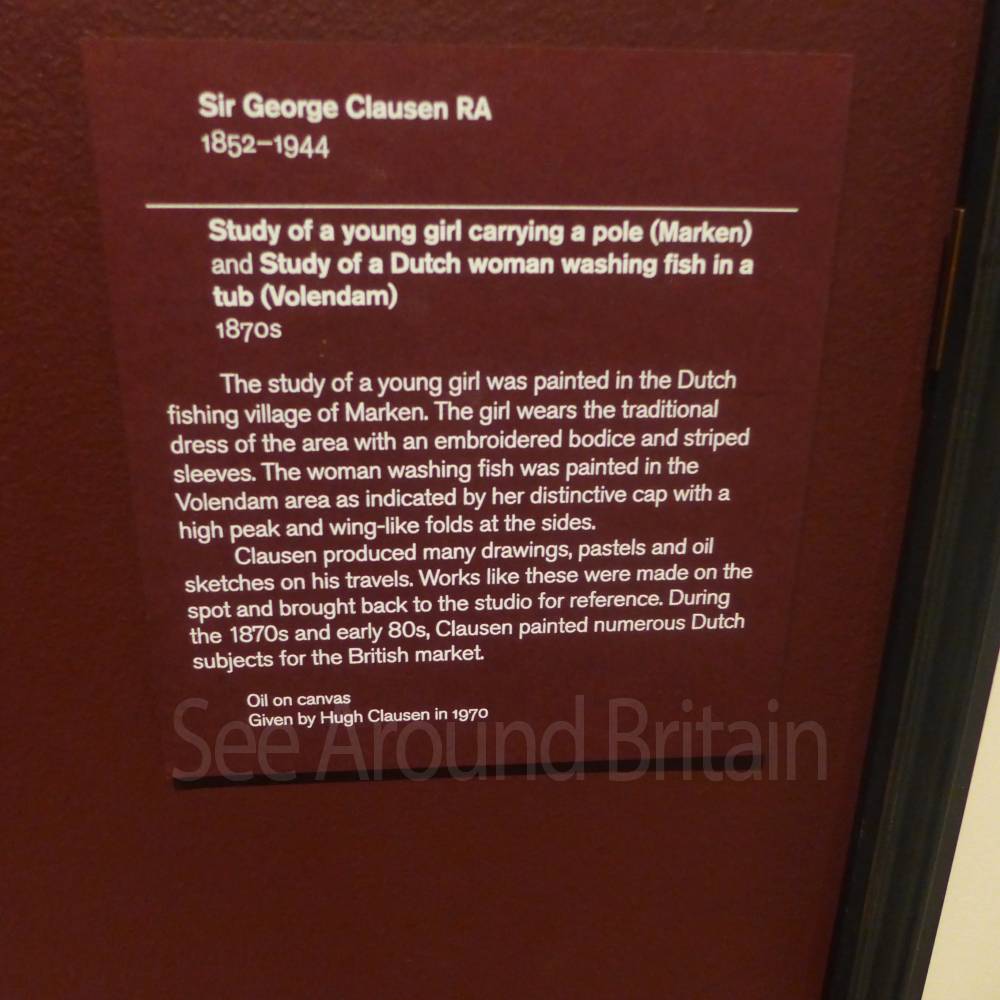 Sir George Clausen RA
1852–1944
Study of a young girl carrying a pole (Marken)
and Study of a Dutch woman washing fish in a
tub (Volendam)
1870s
The study of a young girl was painted in the Dutch
fishing village of Marken. The girl wears the traditional
dress of the area with an embroidered bodice and striped
sleeves. The woman washing fish was painted in the
Volendam area as indicated by her distinctive cap with a
high peak and wing-like folds at the sides.
Clausen produced many drawings, pastels and oil
sketches on his travels. Works like these were made on the
spot and brought back to the studio for reference. During
the 1870s and early 80s, Clausen painted numerous Dutch
subjects for the British market.
Oil on canvas
Given by Hugh Clausen in 1970
See Around Britain